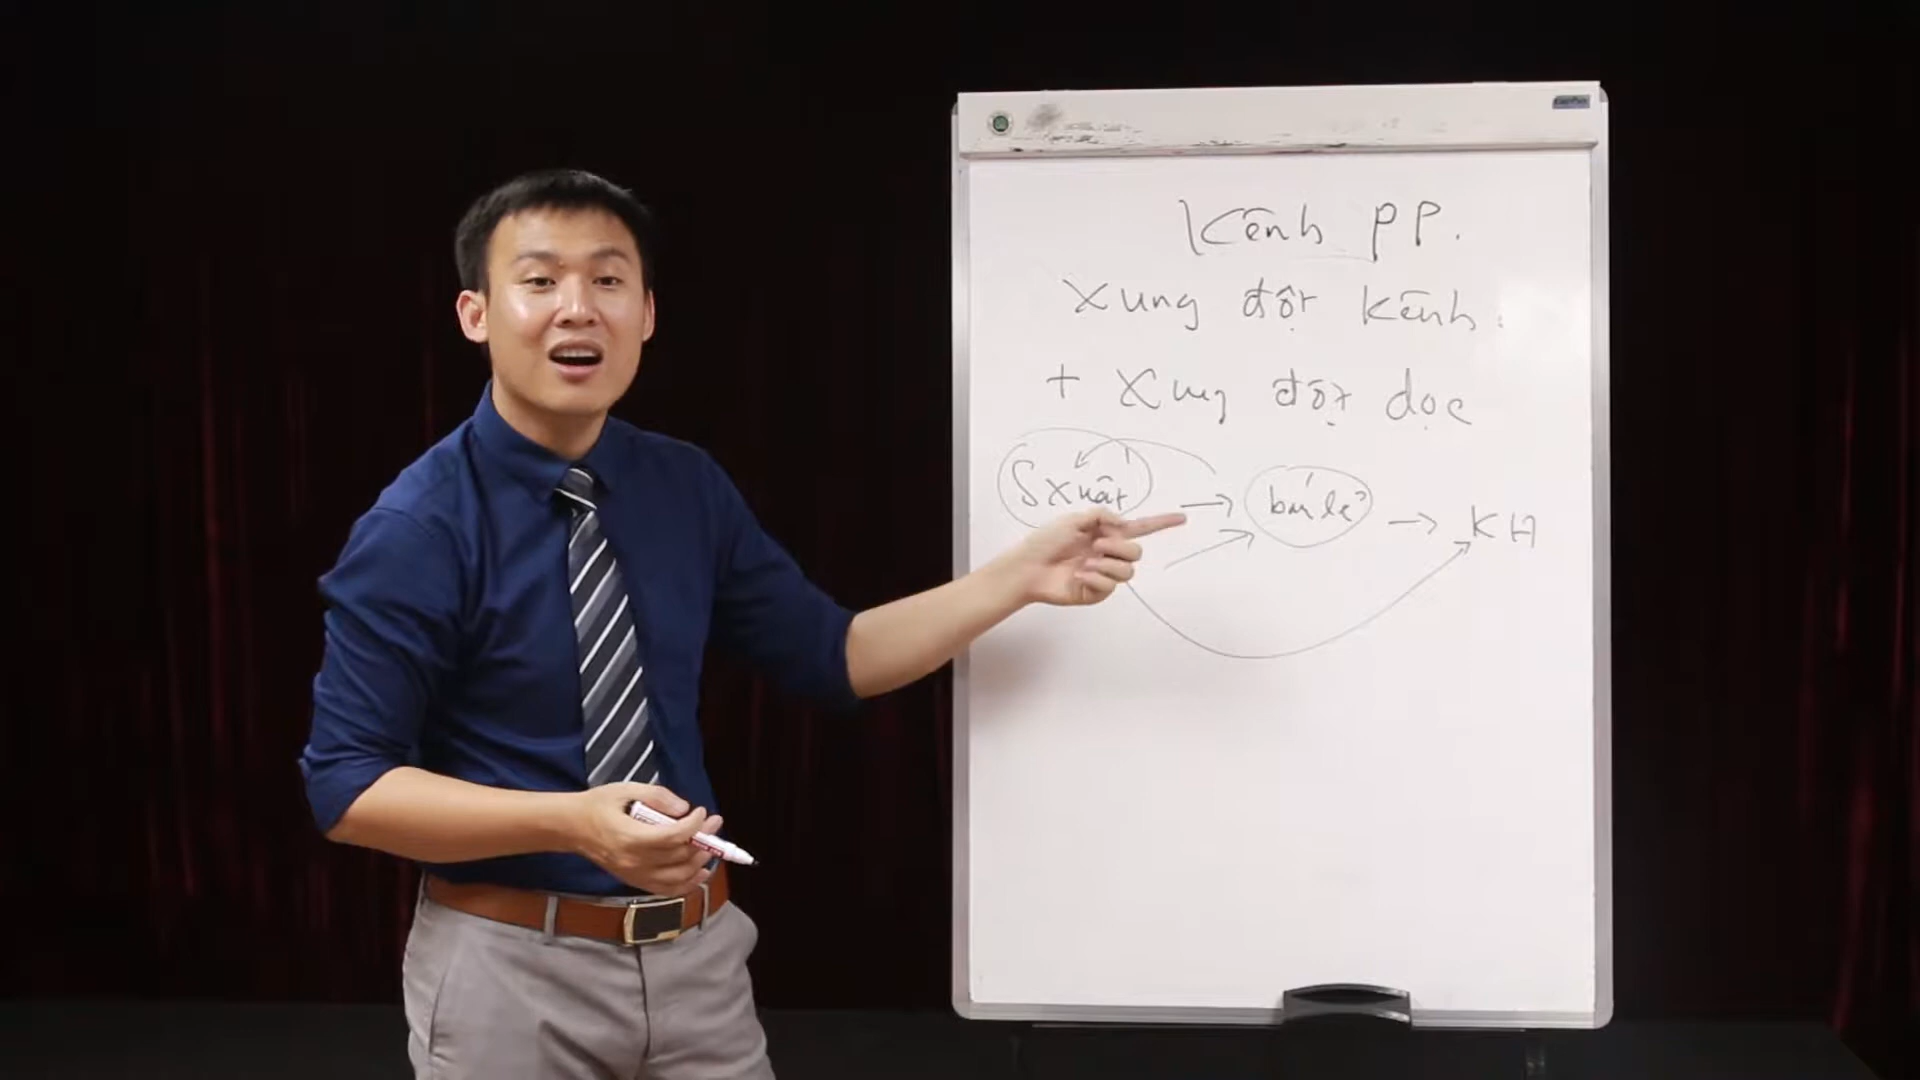 Kênh PP.
Xung đột kênh:
+ Xung đột dọc
Sxuất → bán lẻ → KH